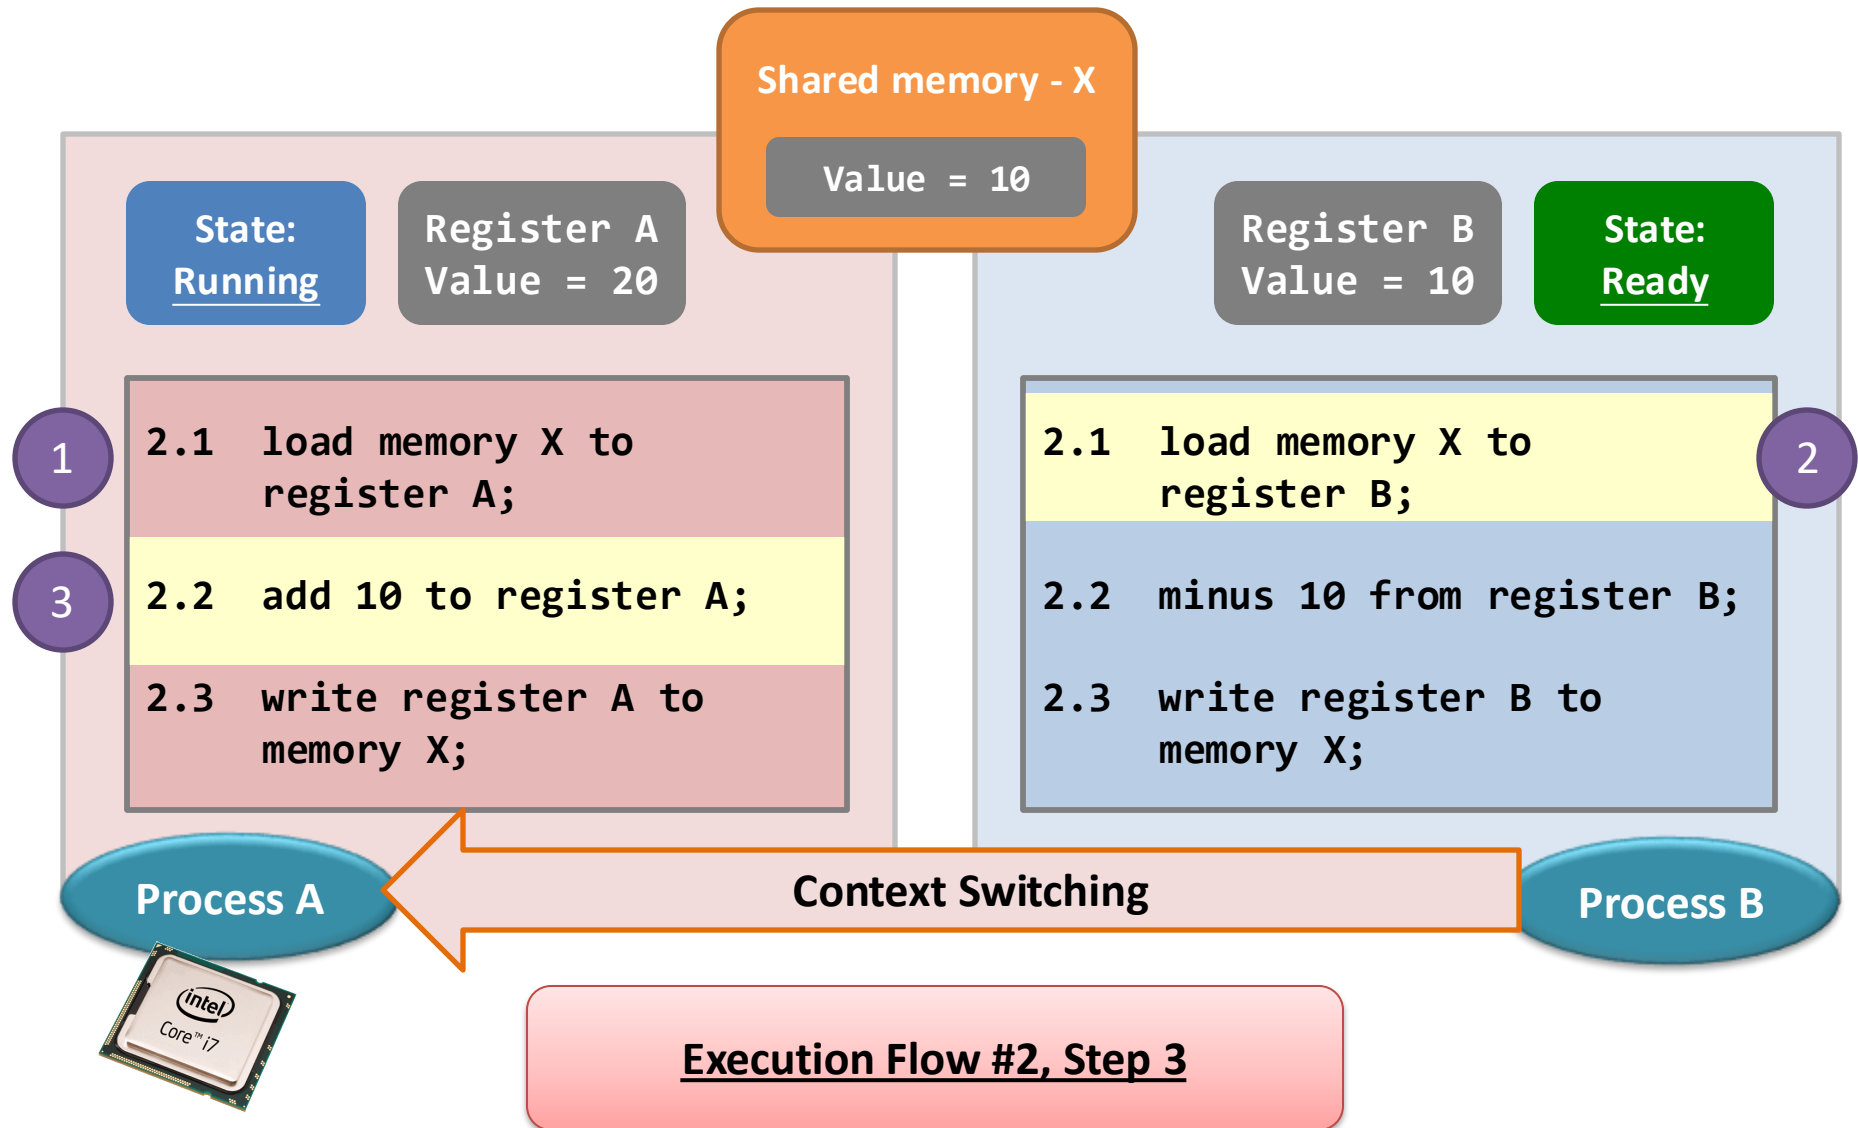 Shared memory - X
Value = 10
State:
Running
Register A
Value = 20
Register B
Value = 10
State:
Ready
1
2.1 load memory X to
register A;
3
2.2 add 10 to register A;
2.3 write register A to
memory X;
2.1 load memory X to
register B;
2
2.2 minus 10 from register B;
2.3 write register B to
memory X;
Process A
Context Switching
Process B
intel
Core™ i7
Execution Flow #2, Step 3